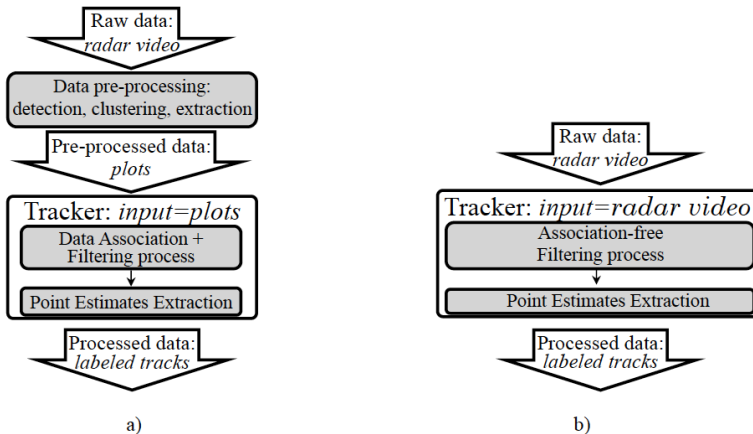 Raw data:
radar video
Data pre-processing:
detection, clustering, extraction
Pre-processed data:
plots
Tracker: input=plots
Data Association +
Filtering process
Point Estimates Extraction
Processed data:
labeled tracks
a)
Raw data:
radar video
Tracker: input=radar video
Association-free
Filtering process
Point Estimates Extraction
Processed data:
labeled tracks
b)